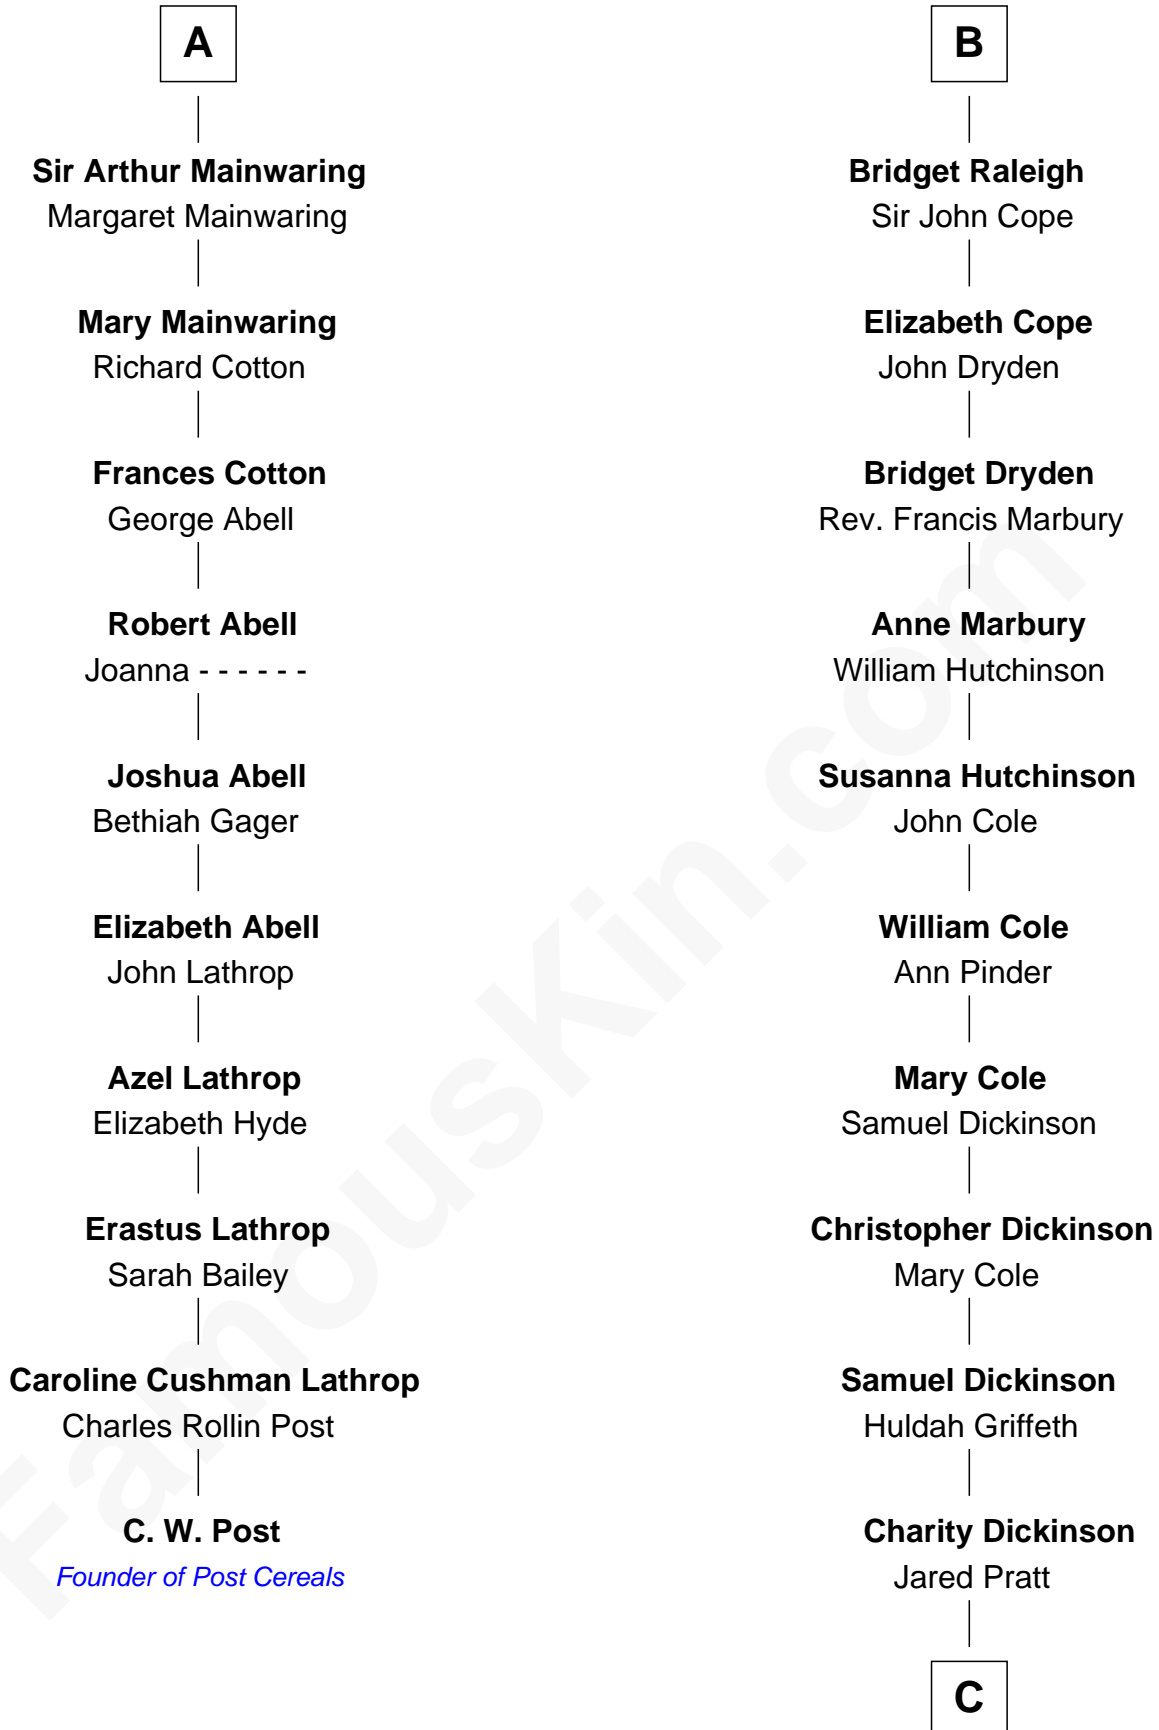 A
Sir Arthur Mainwaring
Margaret Mainwaring
Mary Mainwaring
Richard Cotton
Frances Cotton
George Abell
Robert Abell
Joanna - - - - - -
Joshua Abell
Bethiah Gager
Elizabeth Abell
John Lathrop
Azel Lathrop
Elizabeth Hyde
Erastus Lathrop
Sarah Bailey
Caroline Cushman Lathrop
Charles Rollin Post
C. W. Post
Founder of Post Cereals
B
Bridget Raleigh
Sir John Cope
Elizabeth Cope
John Dryden
Bridget Dryden
Rev. Francis Marbury
Anne Marbury
William Hutchinson
Susanna Hutchinson
John Cole
William Cole
Ann Pinder
Mary Cole
Samuel Dickinson
Christopher Dickinson
Mary Cole
Samuel Dickinson
Huldah Griffeth
Charity Dickinson
Jared Pratt
C
FamousKin.com